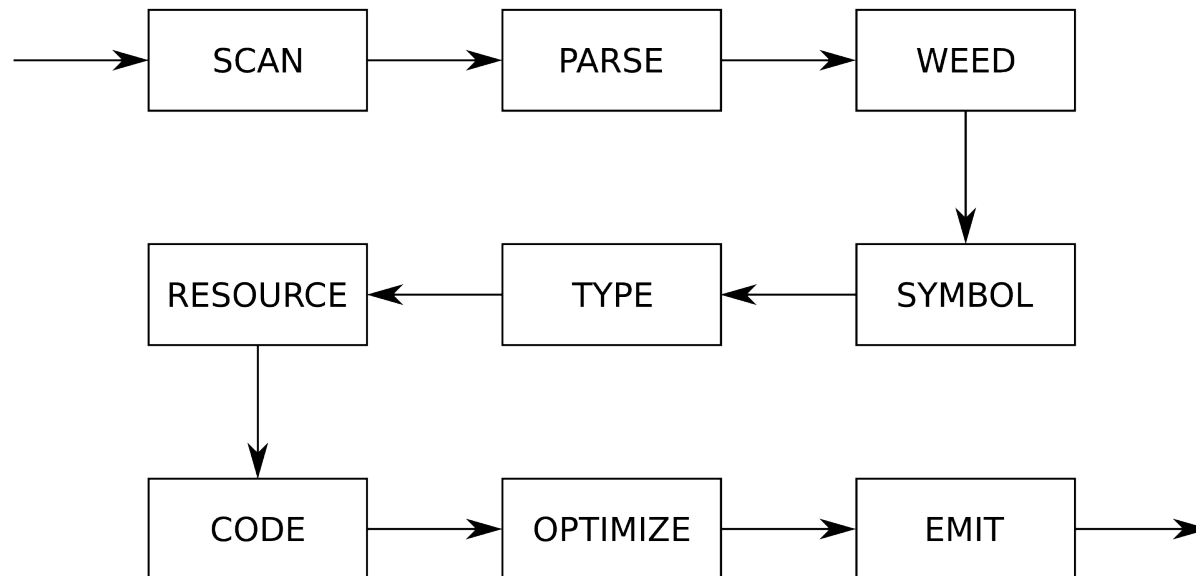 SCAN
PARSE
WEED
RESOURCE
TYPE
SYMBOL
CODE
OPTIMIZE
EMIT